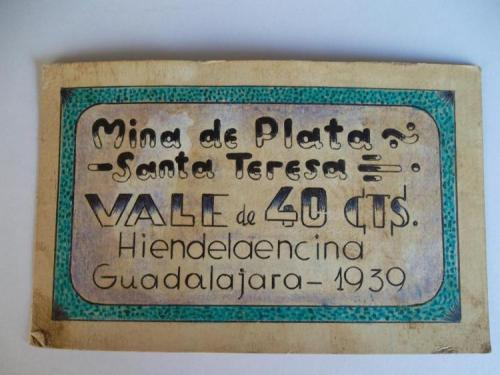 Mina de Plata
Santa Teresa
VALE de 40 CTS.
Hiendelaencina
Guadalajara - 1939